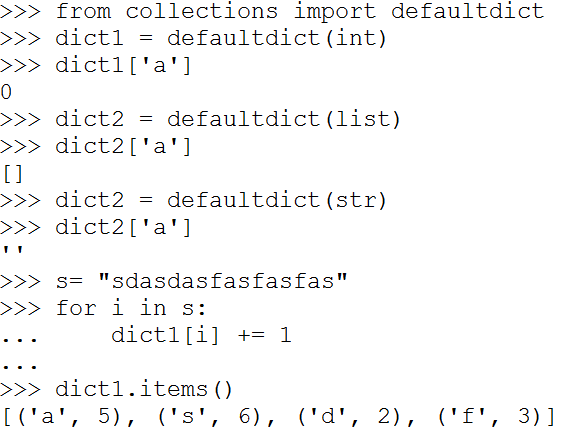 >>> from collections import defaultdict
>>> dict1 = defaultdict(int)
>>> dict1['a']
0
>>> dict2 = defaultdict(list)
>>> dict2['a']
[]
>>> dict2 = defaultdict(str)
>>> dict2['a']
''
>>> s= "sdasdasfasfasfas"
>>> for i in s:
...     dict1[i] += 1
...
>>> dict1.items()
[('a', 5), ('s', 6), ('d', 2), ('f', 3)]